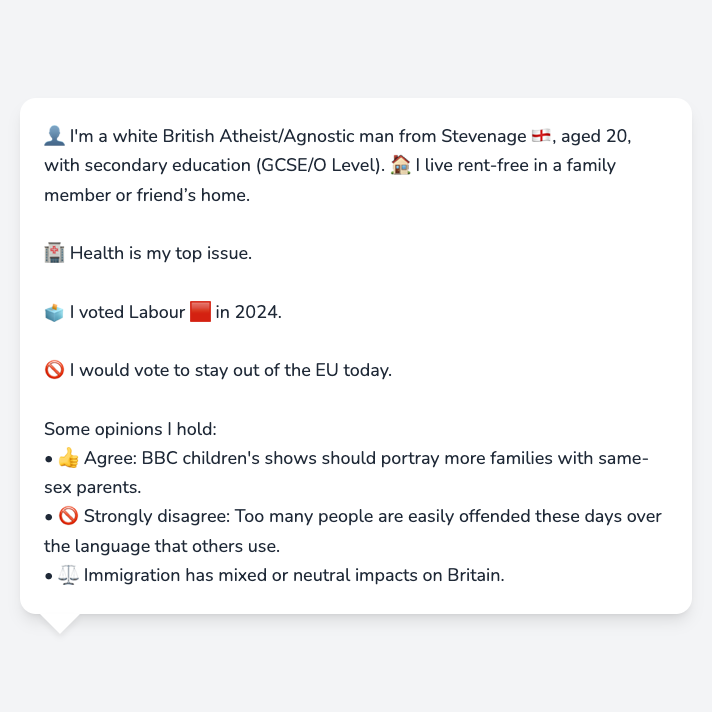 👤 I'm a white British Atheist/Agnostic man from Stevenage 🏴󠁧󠁢󠁥󠁮󠁧󠁿, aged 20,
with secondary education (GCSE/O Level). 🏠 I live rent-free in a family
member or friend’s home.
🏥 Health is my top issue.
🗳️ I voted Labour 🟥 in 2024.
🚫 I would vote to stay out of the EU today.
Some opinions I hold:
• 👍 Agree: BBC children's shows should portray more families with same-
sex parents.
• 🚫 Strongly disagree: Too many people are easily offended these days over
the language that others use.
• ⚖️ Immigration has mixed or neutral impacts on Britain.